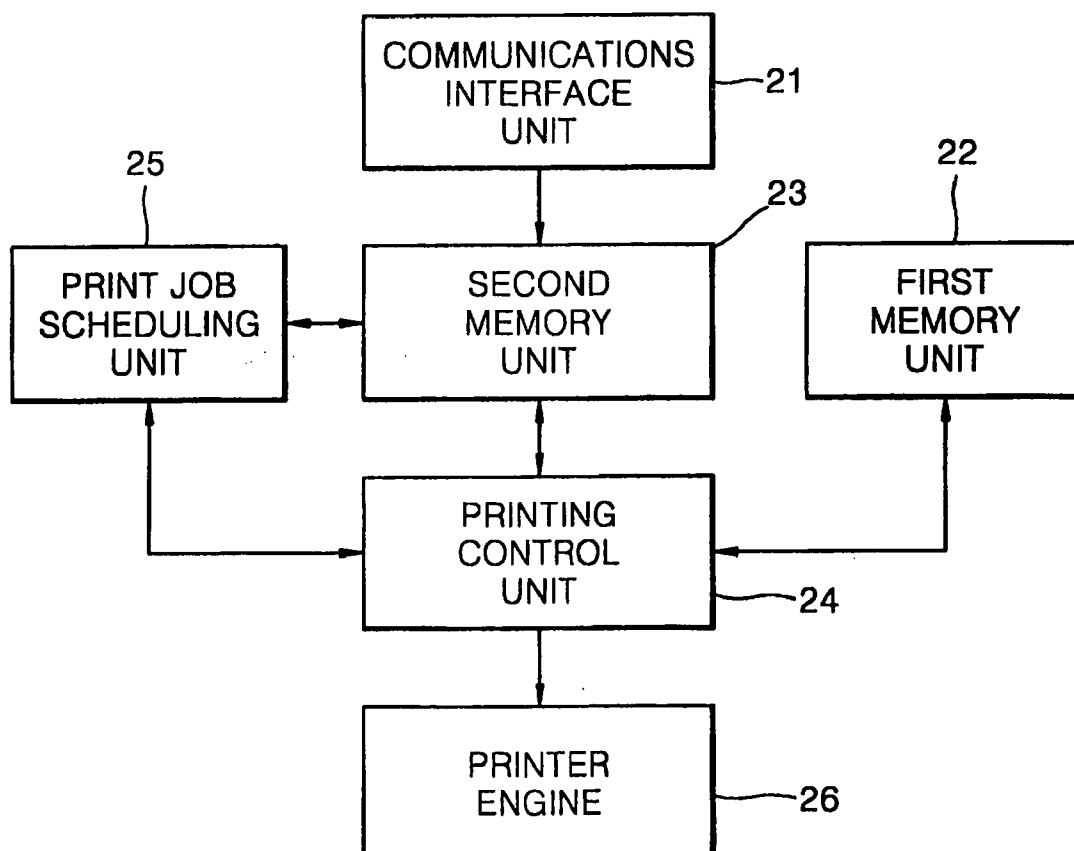 COMMUNICATIONS
INTERFACE
UNIT
21
25
22
23
PRINT JOB
SCHEDULING
UNIT
SECOND
MEMORY
UNIT
FIRST
MEMORY
UNIT
PRINTING
CONTROL
UNIT
24
PRINTER
ENGINE
26